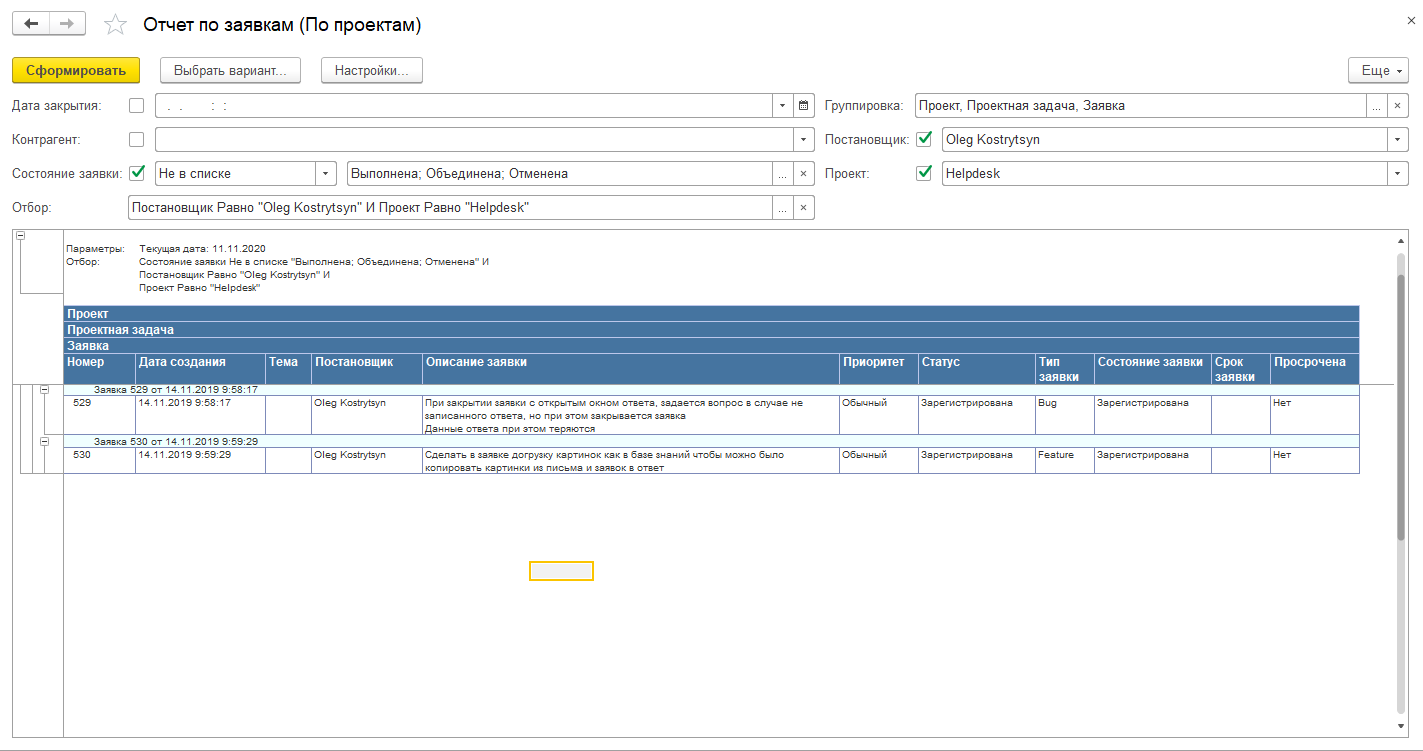 Отчет по заявкам (По проектам)
Сформировать Выбрать вариант... Настройки... Еще
Дата закрытия: . . : : Группировка: Проект, Проектная задача, Заявка ...
Контрагент: Постановщик: Oleg Kostrytsyn
Состояние заявки: Не в списке Выполнена; Объединена; Отменена ... Проект: Helpdesk
Отбор: Постановщик Равно "Oleg Kostrytsyn" И Проект Равно "Helpdesk" ...
Параметры: Текущая дата: 11.11.2020
Отбор: Состояние заявки Не в списке "Выполнена; Объединена; Отменена" И
Постановщик Равно "Oleg Kostrytsyn" И
Проект Равно "Helpdesk"
Проект
Проектная задача
Заявка
Номер Дата создания Тема Постановщик Описание заявки Приоритет Статус Тип заявки Состояние заявки Срок заявки Просрочена
Заявка 529 от 14.11.2019 9:58:17
529 14.11.2019 9:58:17 Oleg Kostrytsyn При закрытии заявки с открытым окном ответа, задается вопрос в случае не Обычный Зарегистрирована Bug Зарегистрирована Нет
записанного ответа, но при этом закрывается заявка
Данные ответа при этом теряются
Заявка 530 от 14.11.2019 9:59:29
530 14.11.2019 9:59:29 Oleg Kostrytsyn Сделать в заявке догрузку картинок как в базе знаний чтобы можно было Обычный Зарегистрирована Feature Зарегистрирована Нет
копировать картинки из письма и заявок в ответ